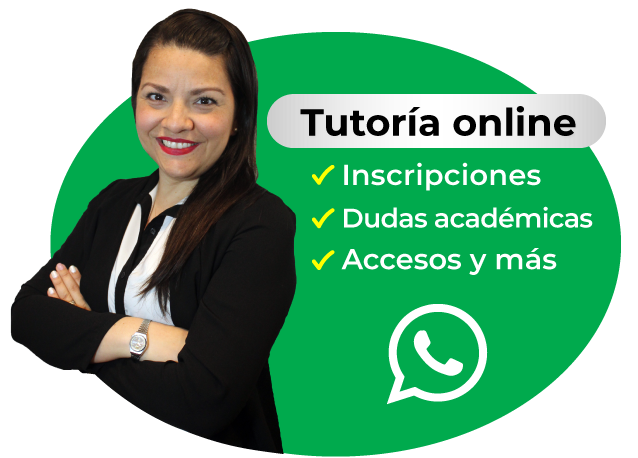 Tutoría online
Inscripciones
Dudas académicas
Accesos y más